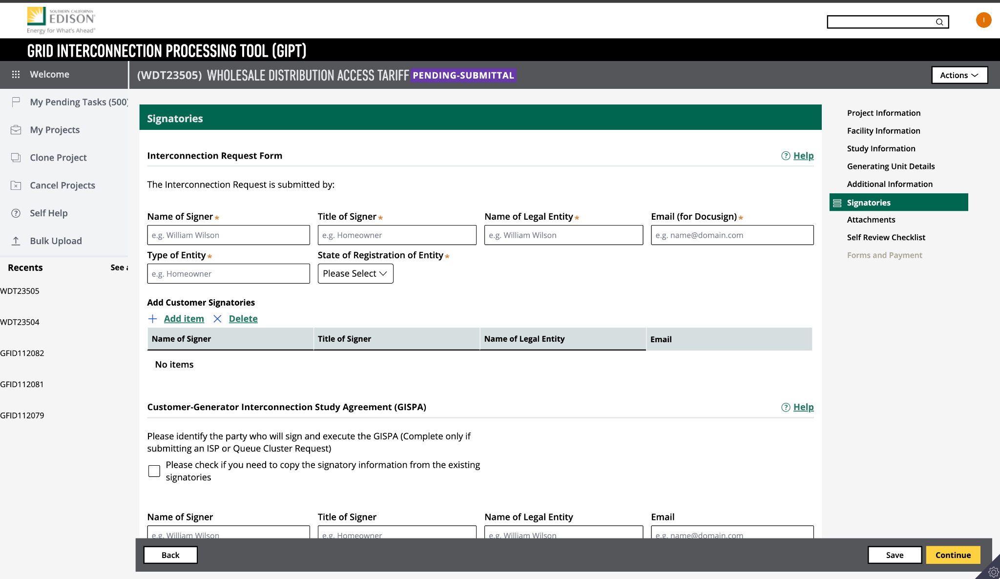 SOUTHERN CALIFORNIA
EDISON
Energy for What's Ahead®
I
GRID INTERCONNECTION PROCESSING TOOL (GIPT)
Welcome
(WDT23505) WHOLESALE DISTRIBUTION ACCESS TARIFF PENDING-SUBMITTAL
Actions
My Pending Tasks (500)
My Projects
Clone Project
Cancel Projects
Self Help
Bulk Upload
Recents
See
WDT23505
WDT23504
GFID112082
GFID112081
GFID112079
Signatories
Interconnection Request Form
Help
The Interconnection Request is submitted by:
Name of Signer* Title of Signer* Name of Legal Entity* Email (for Docusign)*
e.g. William Wilson e.g. Homeowner e.g. William Wilson e.g. name@domain.com
Type of Entity* State of Registration of Entity*
e.g. Homeowner Please Select
Add Customer Signatories
Add item Delete
Name of Signer Title of Signer Name of Legal Entity Email
No items
Customer-Generator Interconnection Study Agreement (GISPA)
Help
Please identify the party who will sign and execute the GISPA (Complete only if
submitting an ISP or Queue Cluster Request)
Please check if you need to copy the signatory information from the existing
signatories
Name of Signer Title of Signer Name of Legal Entity Email
e.g. William Wilson e.g. Homeowner e.g. William Wilson e.g. name@domain.com
Back
Save
Continue
Project Information
Facility Information
Study Information
Generating Unit Details
Additional Information
Signatories
Attachments
Self Review Checklist
Forms and Payment